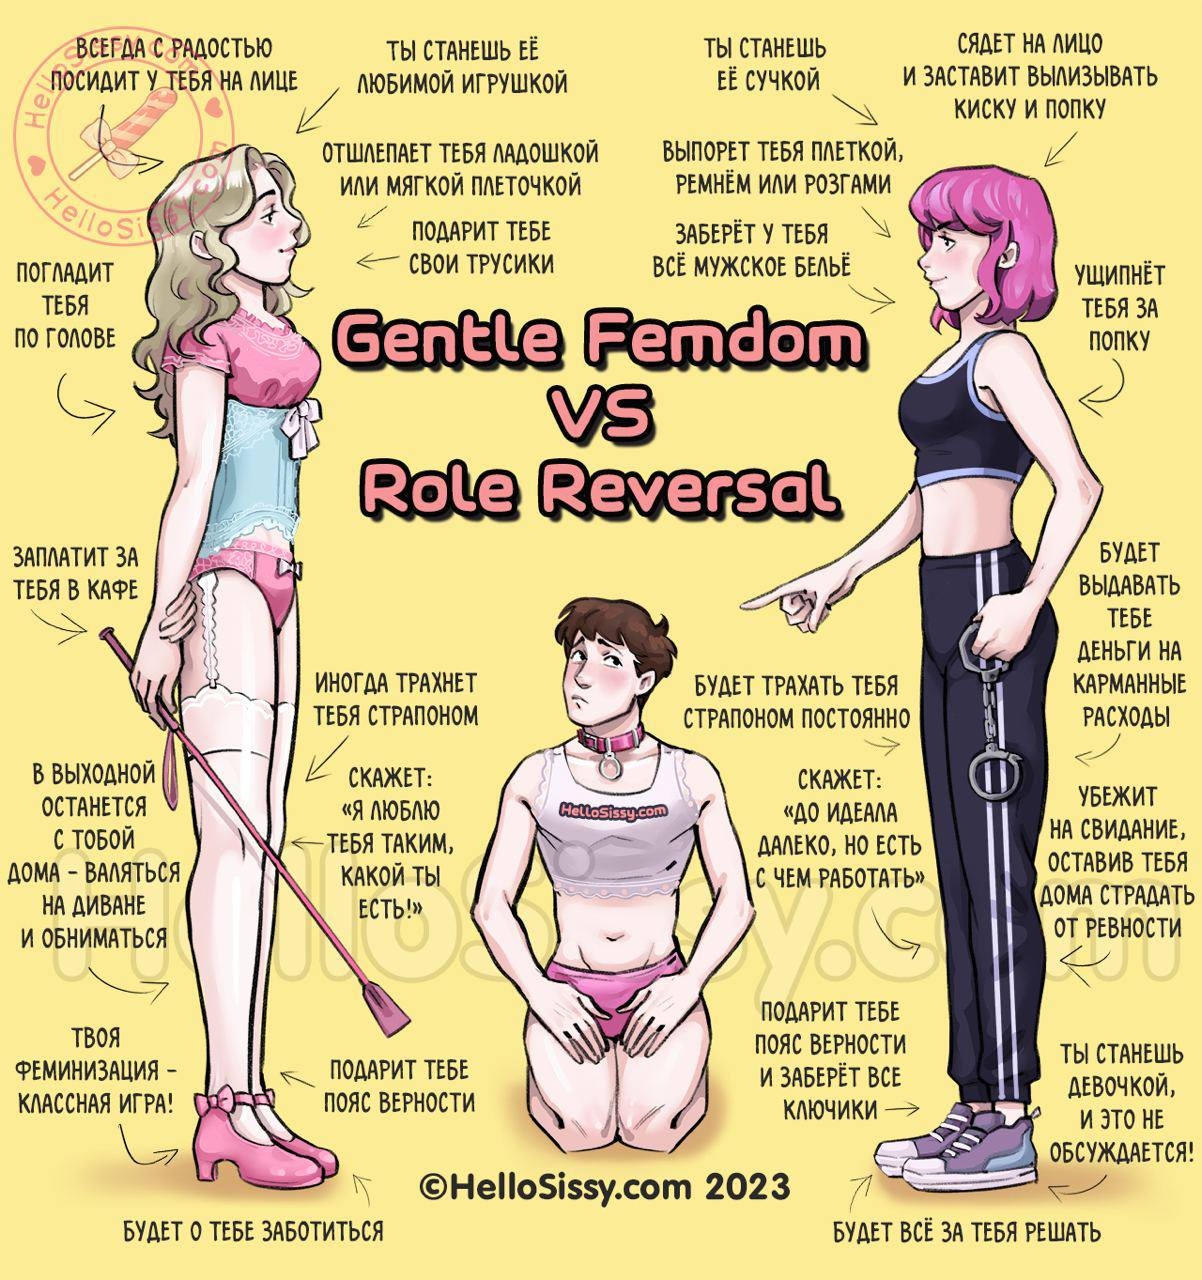 ВСЕГДА С РАДОСТЬЮ
ПОСИДИТ У ТЕБЯ НА ЛИЦЕ
HelloSissy.com
HelloSissy.com
ТЫ СТАНЕШЬ ЕЁ
ЛЮБИМОЙ ИГРУШКОЙ
ТЫ СТАНЕШЬ
ЕЁ СУЧКОЙ
СЯДЕТ НА ЛИЦО
И ЗАСТАВИТ ВЫЛИЗЫВАТЬ
КИСКУ И ПОПКУ
ОТШЛЕПАЕТ ТЕБЯ ЛАДОШКОЙ
ИЛИ МЯГКОЙ ПЛЕТОЧКОЙ
ВЫПОРЕТ ТЕБЯ ПЛЕТКОЙ,
РЕМНЁМ ИЛИ РОЗГАМИ
ПОДАРИТ ТЕБЕ
СВОИ ТРУСИКИ
ЗАБЕРЁТ У ТЕБЯ
ВСЁ МУЖСКОЕ БЕЛЬЁ
ПОГЛАДИТ
ТЕБЯ
ПО ГОЛОВЕ
УЩИПНЁТ
ТЕБЯ ЗА
ПОПКУ
Gentle Femdom
VS
Role Reversal
ЗАПЛАТИТ ЗА
ТЕБЯ В КАФЕ
БУДЕТ
ВЫДАВАТЬ
ТЕБЕ
ДЕНЬГИ НА
КАРМАННЫЕ
РАСХОДЫ
ИНОГДА ТРАХНЕТ
ТЕБЯ СТРАПОНОМ
БУДЕТ ТРАХАТЬ ТЕБЯ
СТРАПОНОМ ПОСТОЯННО
В ВЫХОДНОЙ
ОСТАНЕТСЯ
С ТОБОЙ
ДОМА – ВАЛЯТЬСЯ
НА ДИВАНЕ
И ОБНИМАТЬСЯ
СКАЖЕТ:
«Я ЛЮБЛЮ
ТЕБЯ ТАКИМ,
КАКОЙ ТЫ
ЕСТЬ!»
HelloSissy.com
СКАЖЕТ:
«ДО ИДЕАЛА
ДАЛЕКО, НО ЕСТЬ
С ЧЕМ РАБОТАТЬ»
УБЕЖИТ
НА СВИДАНИЕ,
ОСТАВИВ ТЕБЯ
ДОМА СТРАДАТЬ
ОТ РЕВНОСТИ
HelloSissy.com
ТВОЯ
ФЕМИНИЗАЦИЯ –
КЛАССНАЯ ИГРА!
ПОДАРИТ ТЕБЕ
ПОЯС ВЕРНОСТИ
ПОДАРИТ ТЕБЕ
ПОЯС ВЕРНОСТИ
И ЗАБЕРЁТ ВСЕ
КЛЮЧИКИ
ТЫ СТАНЕШЬ
ДЕВОЧКОЙ,
И ЭТО НЕ
ОБСУЖДАЕТСЯ!
©HelloSissy.com 2023
БУДЕТ О ТЕБЕ ЗАБОТИТЬСЯ
БУДЕТ ВСЁ ЗА ТЕБЯ РЕШАТЬ